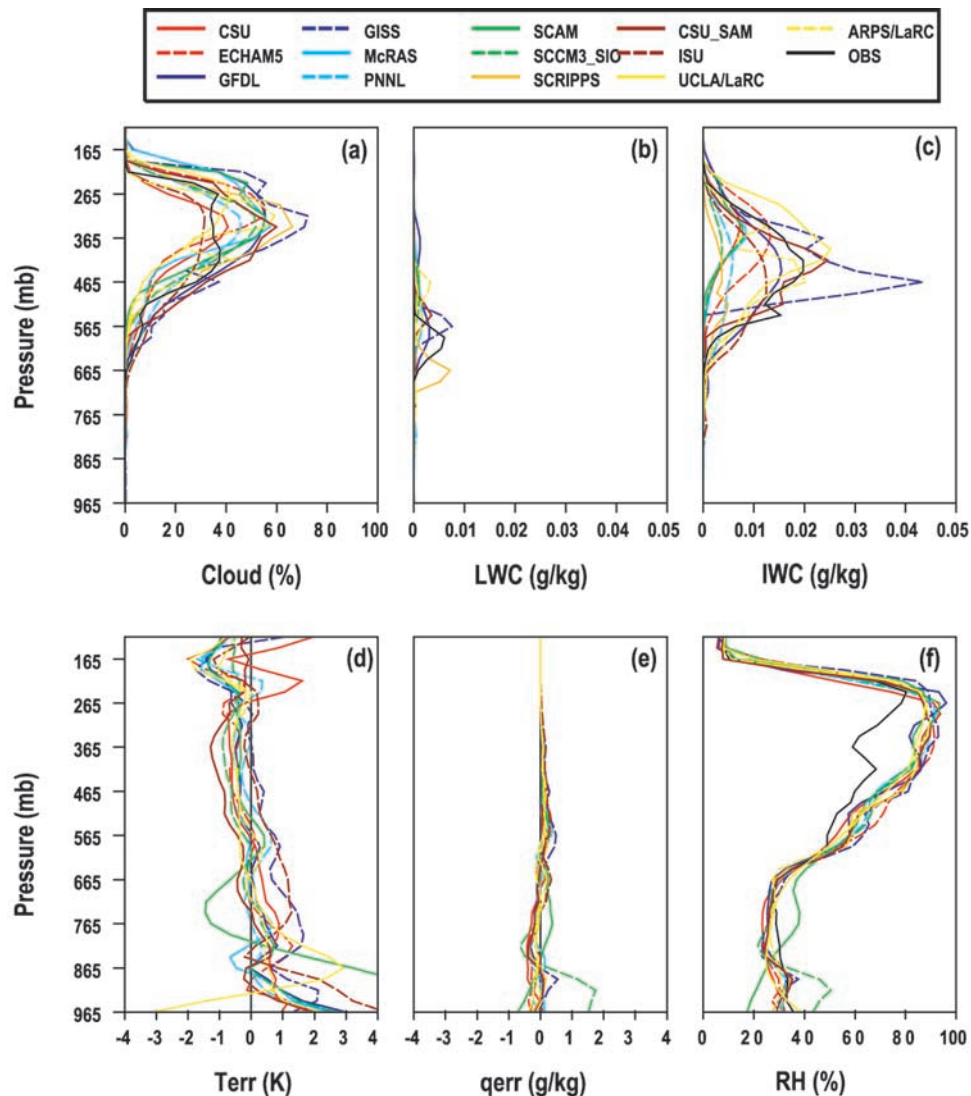 CSU GISS SCAM CSU_SAM ARPS/LaRC
ECHAM5 McRAS SCCM3_SIO ISU OBS
GFDL PNNL SCRIPPS UCLA/LaRC
(a) (b) (c)
165
265
365
465
565
665
765
865
965
Pressure (mb)
0 20 40 60 80 100
0 0.01 0.02 0.03 0.04 0.05
0 0.01 0.02 0.03 0.04 0.05
Cloud (%) LWC (g/kg) IWC (g/kg)
(d) (e) (f)
165
265
365
465
565
665
765
865
965
Pressure (mb)
-4 -3 -2 -1 0 1 2 3 4
-4 -3 -2 -1 0 1 2 3 4
0 20 40 60 80 100
Terr (K) qerr (g/kg) RH (%)